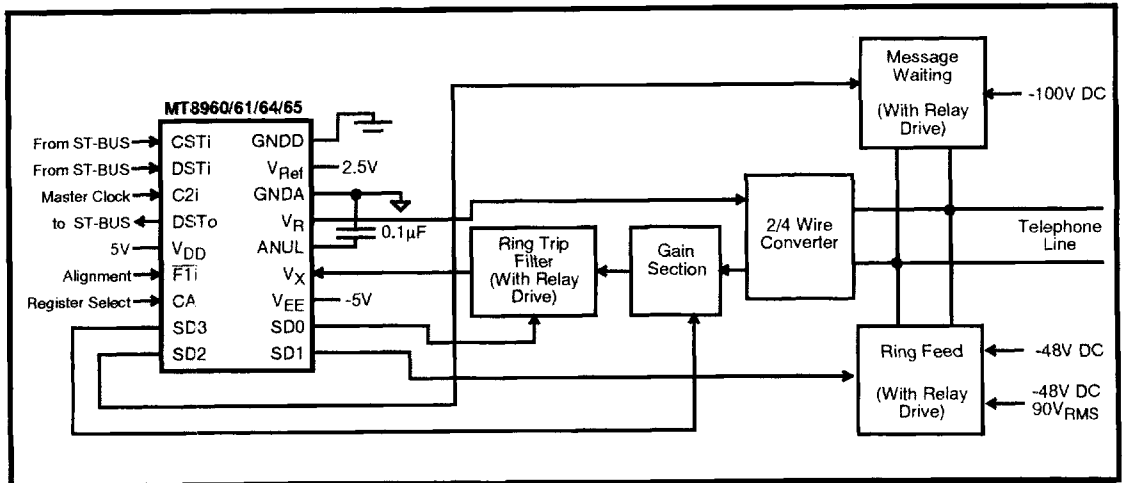 MT8960/61/64/65
From ST-BUS
From ST-BUS
Master Clock
to ST-BUS
5V
Alignment
Register Select
CSTi
DSTi
C2i
DSTo
VDD
F1i
CA
SD3
SD2
GNDD
VRef
GNDA
VR
ANUL
VX
VEE
SD0
SD1
2.5V
0.1µF
-5V
Ring Trip
Filter
(With Relay
Drive)
Gain
Section
2/4 Wire
Converter
Message
Waiting
(With Relay
Drive)
-100V DC
Telephone
Line
Ring Feed
(With Relay
Drive)
-48V DC
-48V DC
90VRMS